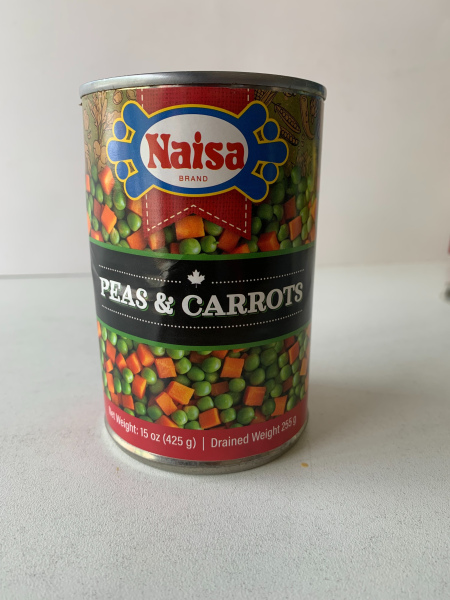 Naisa
BRAND
PEAS & CARROTS
Net Weight: 15 oz (425 g) | Drained Weight 255 g